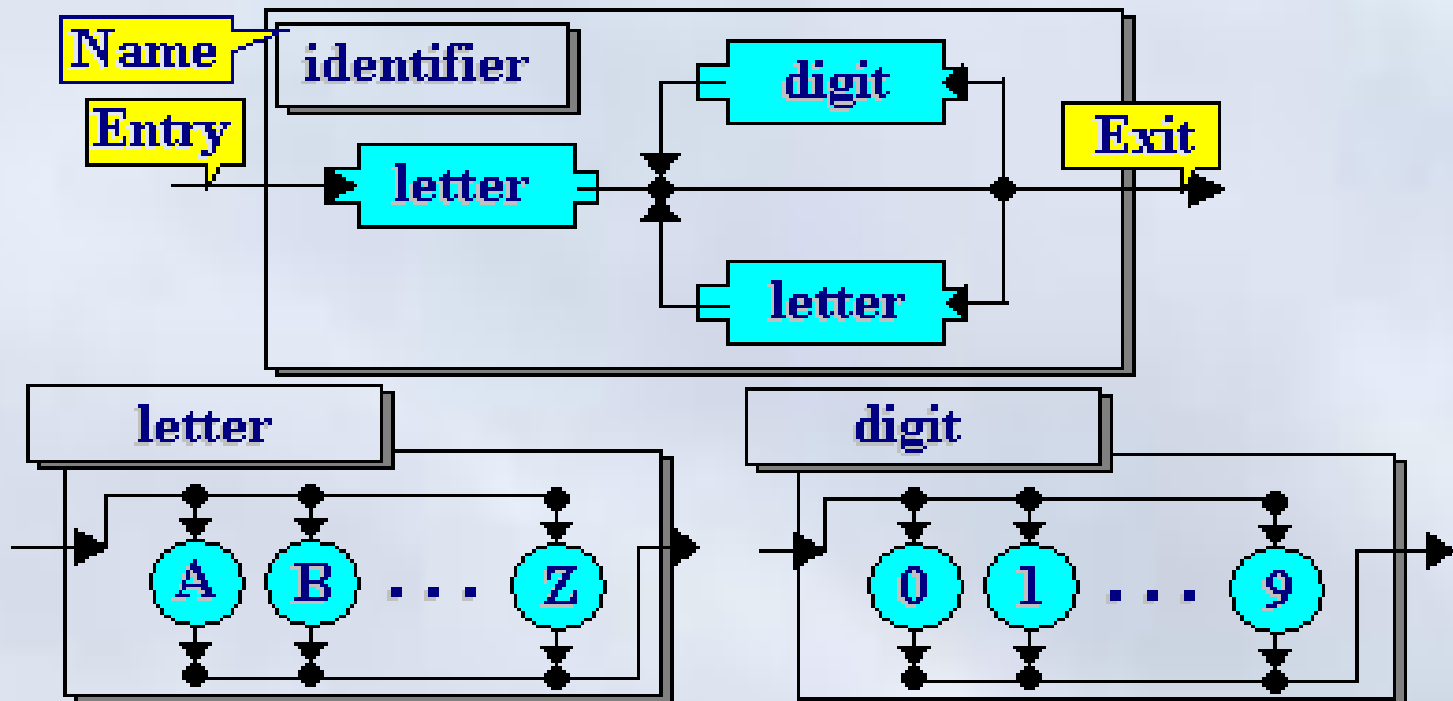 Name
identifier
Entry
digit
Exit
letter
letter
letter
digit
A B . . . Z
0 1 . . . 9